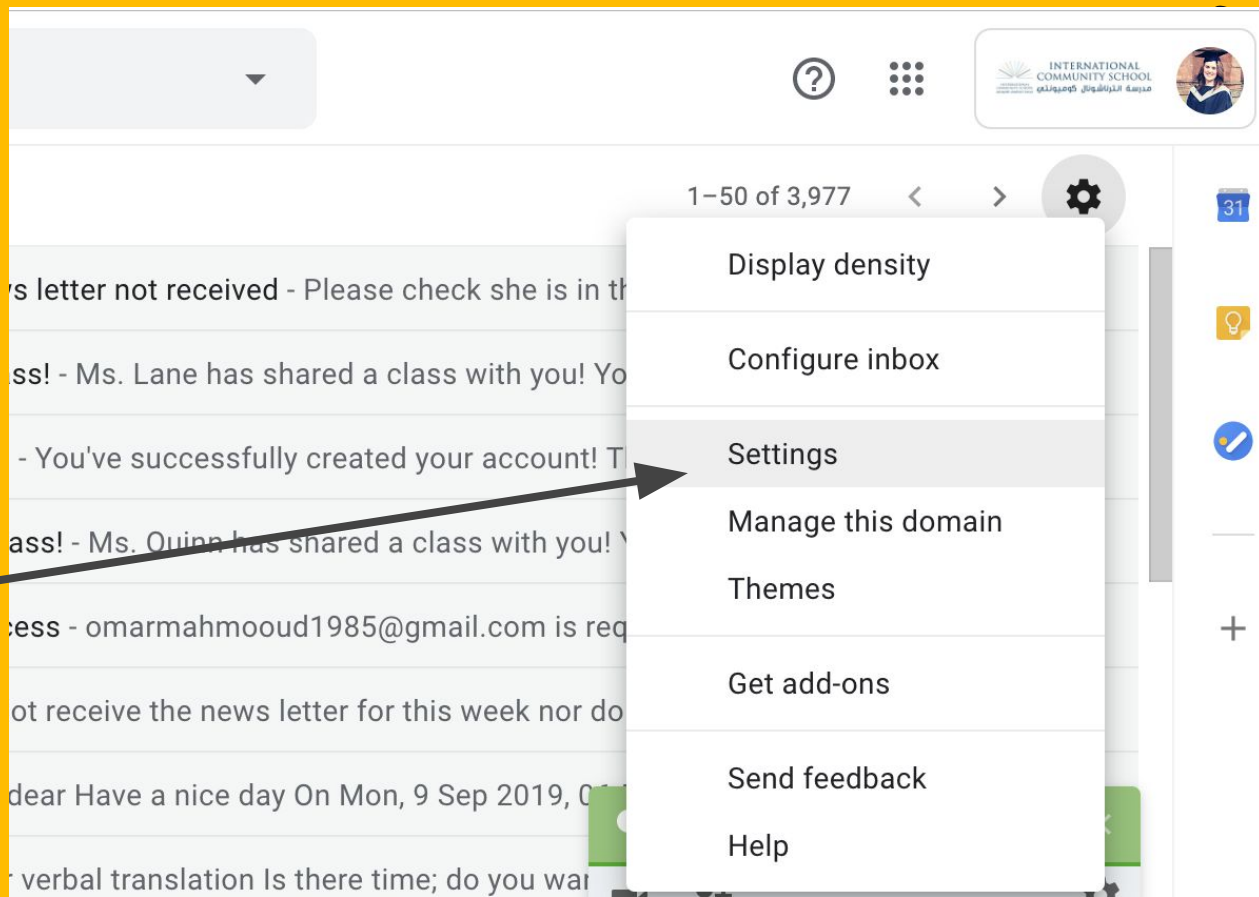 INTERNATIONAL
COMMUNITY SCHOOL
مدرسة انترناشونال كوميونتي
1–50 of 3,977
31
s letter not received - Please check she is in th
ss! - Ms. Lane has shared a class with you! Yo
- You've successfully created your account! T
ass! - Ms. Quinn has shared a class with you!
cess - omarmahmooud1985@gmail.com is req
ot receive the news letter for this week nor do
dear Have a nice day On Mon, 9 Sep 2019, 0
verbal translation Is there time; do you wan
Display density
Configure inbox
Settings
Manage this domain
Themes
Get add-ons
Send feedback
Help